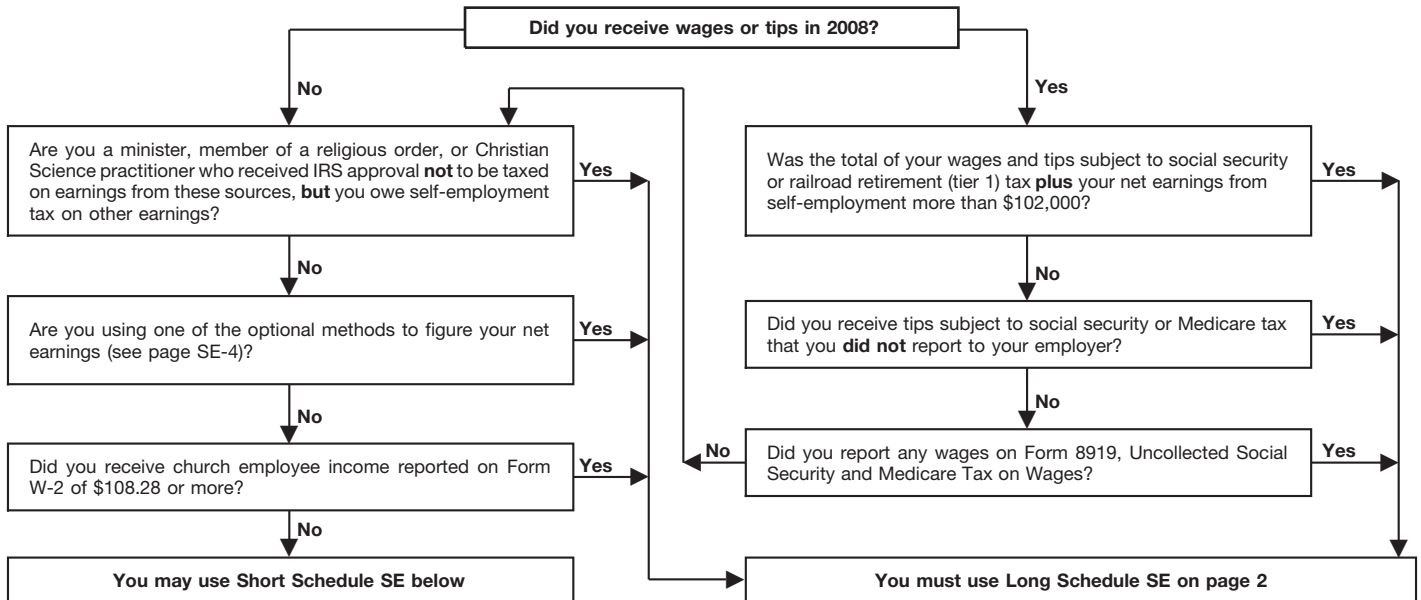 Did you receive wages or tips in 2008?
No
Yes
Are you a minister, member of a religious order, or Christian
Science practitioner who received IRS approval not to be taxed
on earnings from these sources, but you owe self-employment
tax on other earnings?
Yes
Was the total of your wages and tips subject to social security
or railroad retirement (tier 1) tax plus your net earnings from
self-employment more than $102,000?
Yes
No
No
Are you using one of the optional methods to figure your net
earnings (see page SE-4)?
Yes
Did you receive tips subject to social security or Medicare tax
that you did not report to your employer?
Yes
No
No
Did you receive church employee income reported on Form
W-2 of $108.28 or more?
Yes
No
Did you report any wages on Form 8919, Uncollected Social
Security and Medicare Tax on Wages?
Yes
No
You may use Short Schedule SE below
You must use Long Schedule SE on page 2